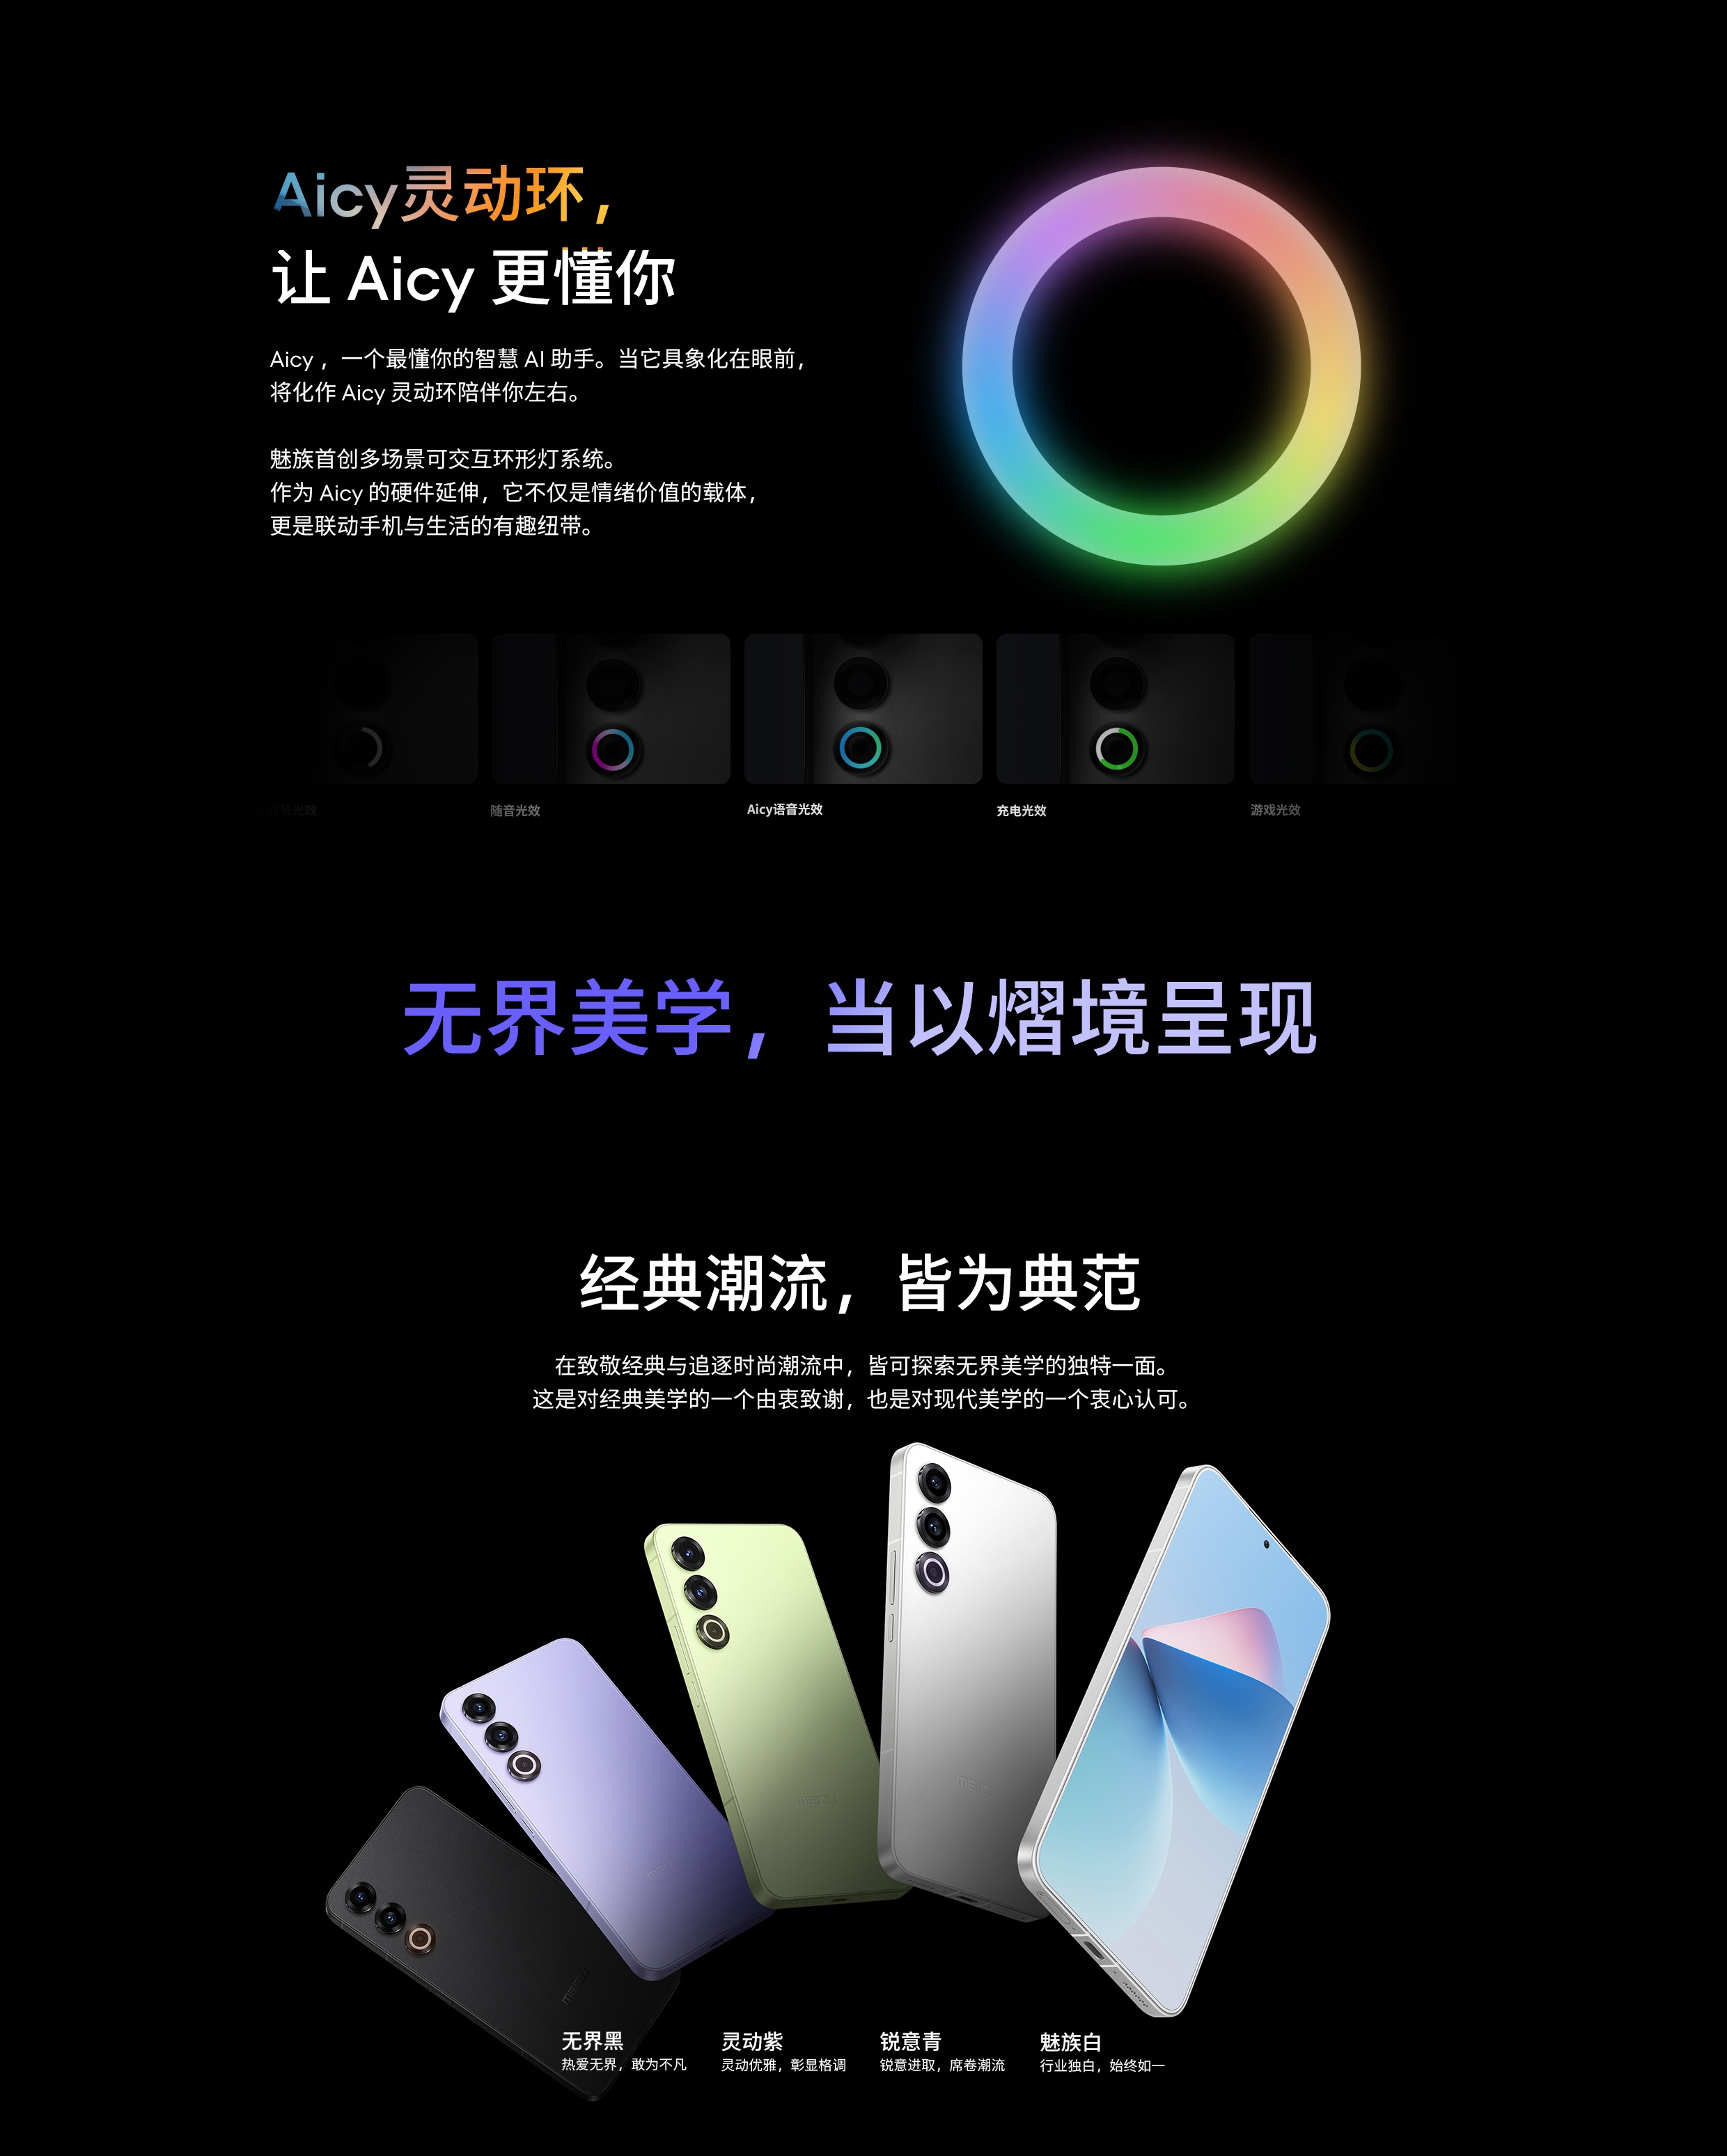 Aicy灵动环，
让 Aicy 更懂你
Aicy ，一个最懂你的智慧 AI 助手。当它具象化在眼前，
将化作 Aicy 灵动环陪伴你左右。
魅族首创多场景可交互环形灯系统。
作为 Aicy 的硬件延伸，它不仅是情绪价值的载体，
更是联动手机与生活的有趣纽带。
光效
随音光效
Aicy语音光效
充电光效
游戏光效
无界美学，当以熠境呈现
经典潮流，皆为典范
在致敬经典与追逐时尚潮流中，皆可探索无界美学的独特一面。
这是对经典美学的一个由衷致谢，也是对现代美学的一个衷心认可。
MEIZU
MEIZU
MEIZU
MEIZU
无界黑
热爱无界，敢为不凡
灵动紫
灵动优雅，彰显格调
锐意青
锐意进取，席卷潮流
魅族白
行业独白，始终如一